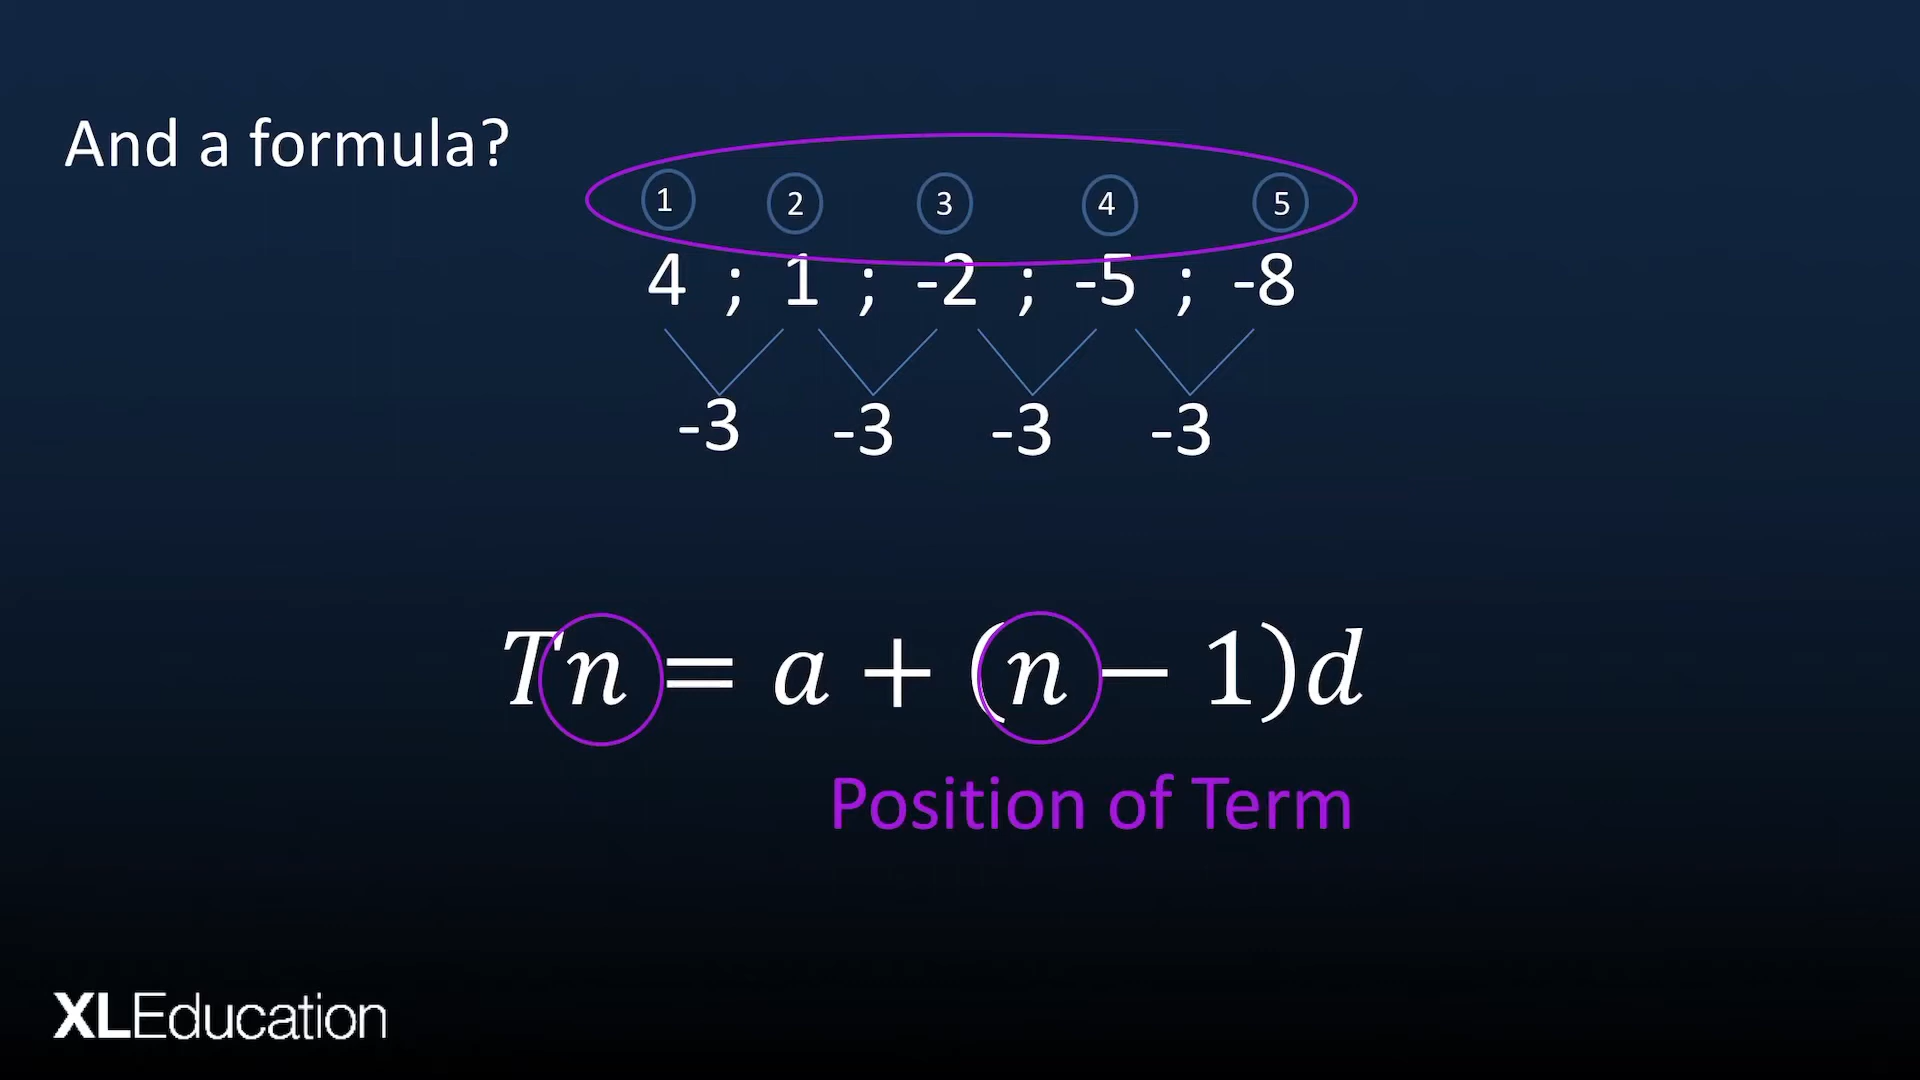 And a formula?
1 2 3 4 5
4 ; 1 ; -2 ; -5 ; -8
-3 -3 -3 -3
Tn = a + (n − 1)d
Position of Term
XLEducation